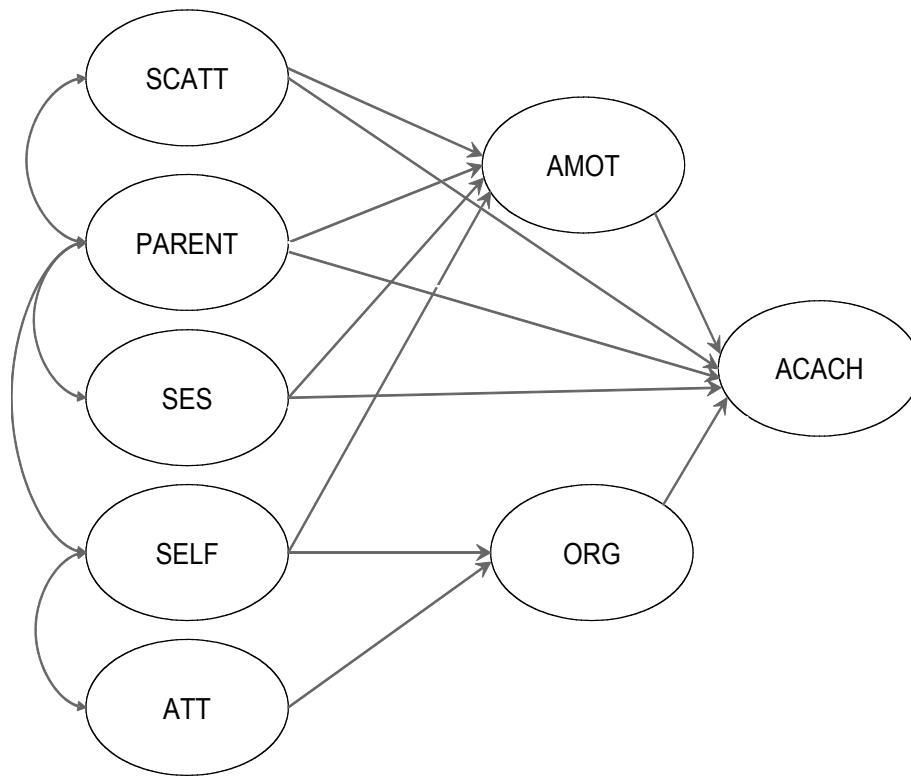 SCATT
AMOT
PARENT
ACACH
SES
SELF
ORG
ATT